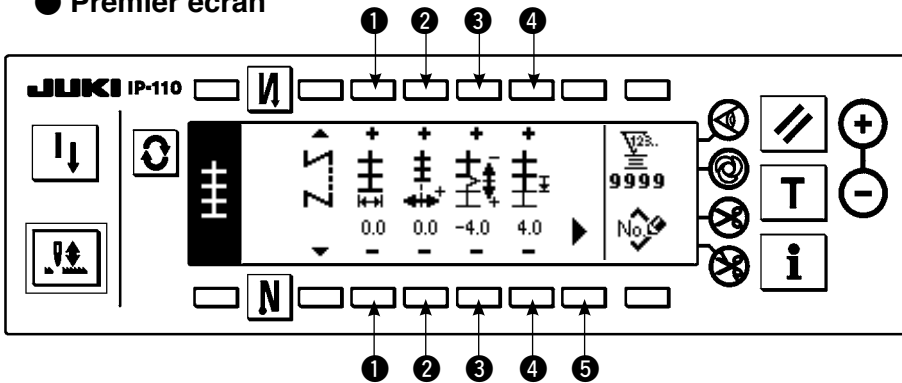 ● Premier écran
❶ ❷ ❸ ❹
JUKI IP-110
+ + + +
123..
9999
0.0 0.0 -4.0 4.0
No.
− − − −
T
i
+
−
N
❶ ❷ ❸ ❹ ❺